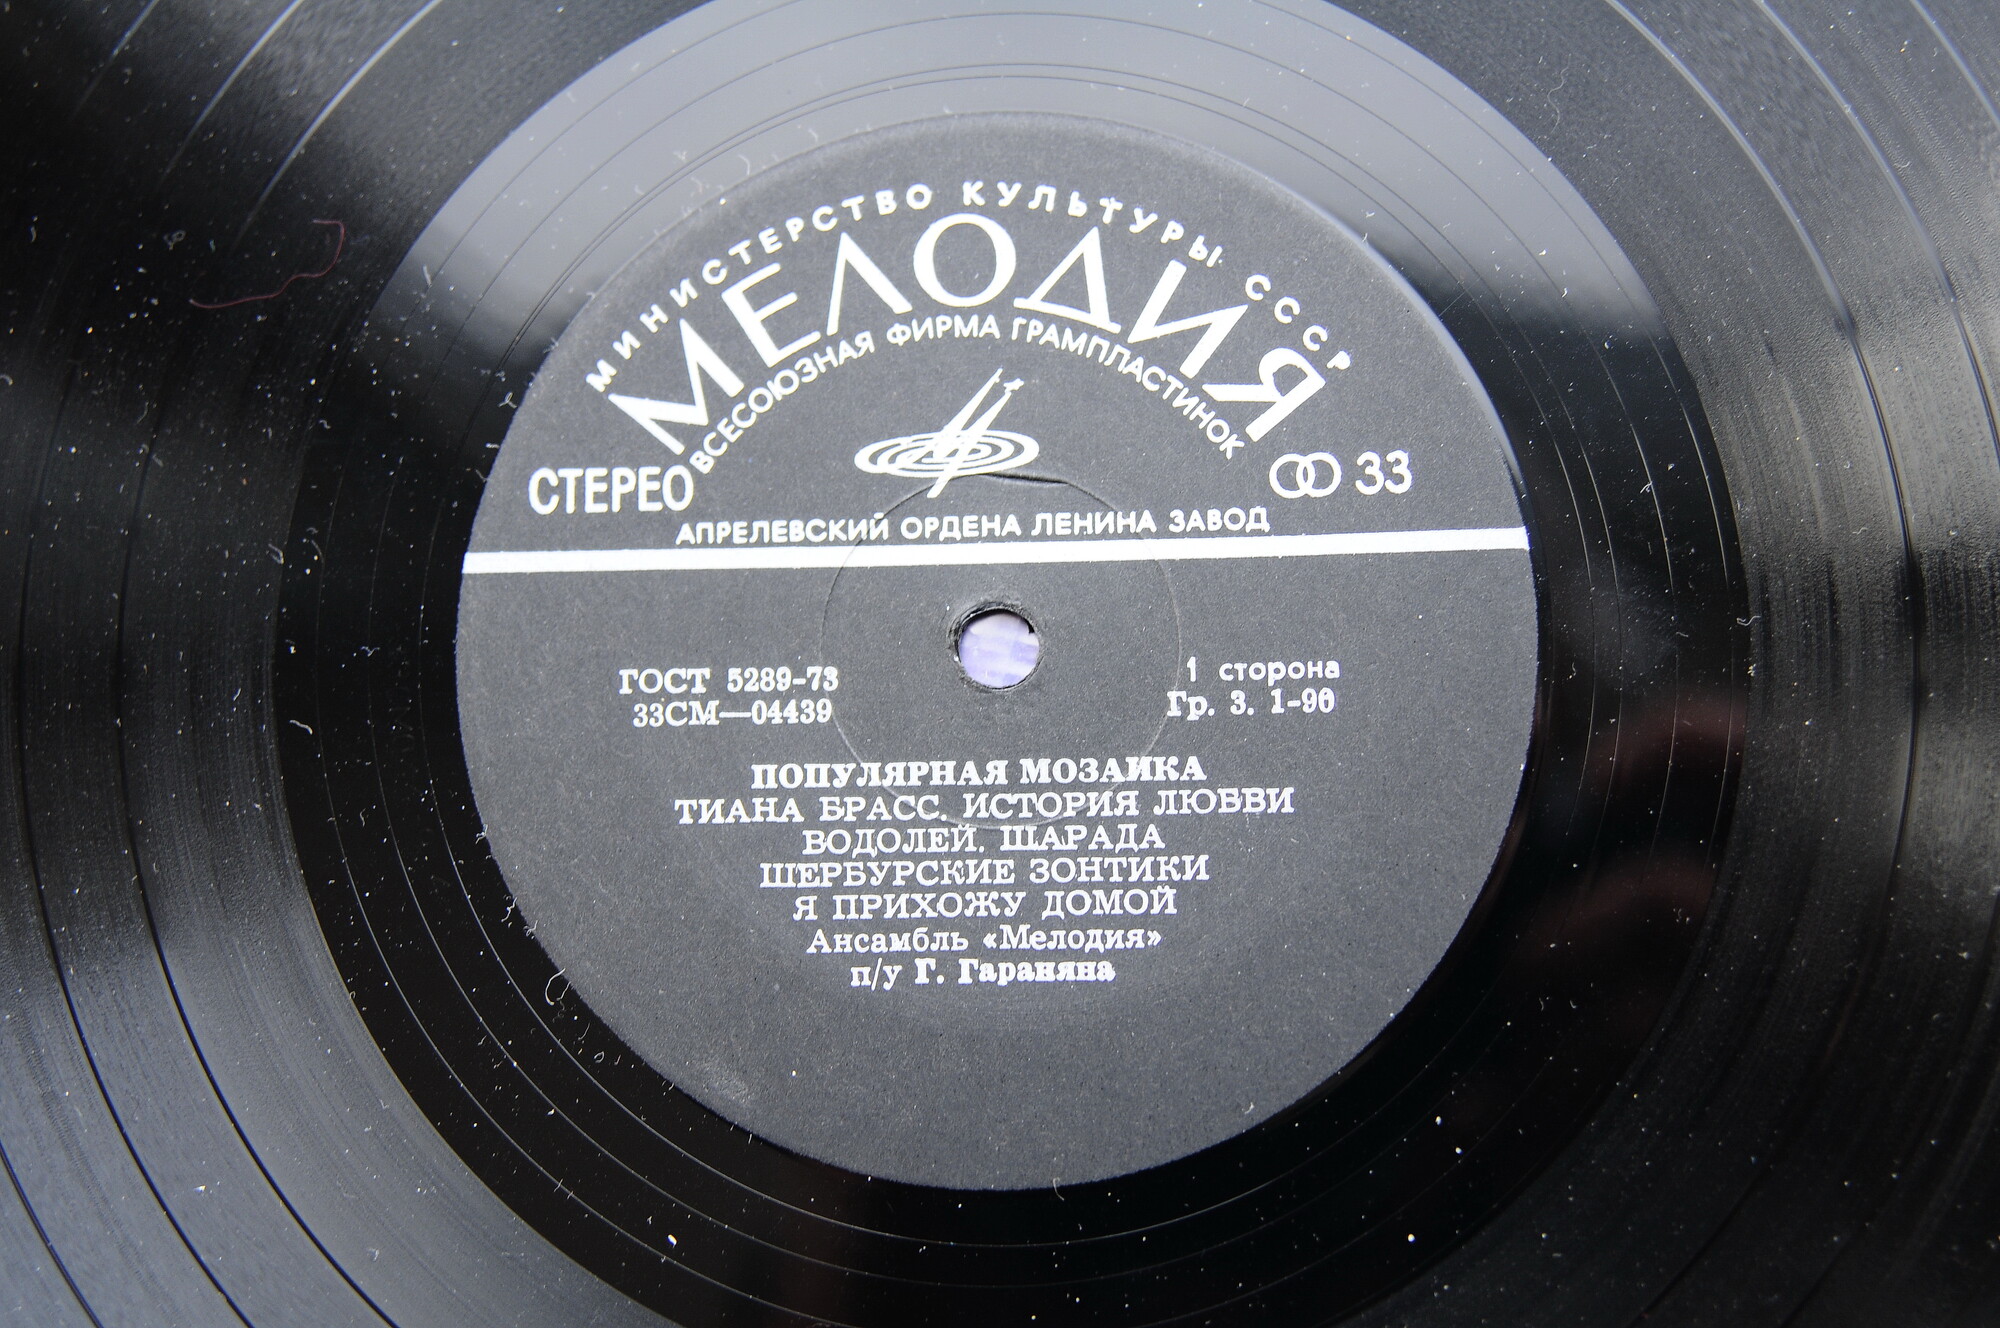 МИНИСТЕРСТВО КУЛЬТУРЫ СССР
МЕЛОДИЯ
ВСЕСОЮЗНАЯ ФИРМА ГРАМПЛАСТИНОК
СТЕРЕО
33
АПРЕЛЕВСКИЙ ОРДЕНА ЛЕНИНА ЗАВОД
ГОСТ 5289-73
33СМ—04439
1 сторона
Гр. 3. 1-90
ПОПУЛЯРНАЯ МОЗАИКА
ТИАНА БРАСС. ИСТОРИЯ ЛЮБВИ
ВОДОЛЕЙ. ШАРАДА
ШЕРБУРСКИЕ ЗОНТИКИ
Я ПРИХОЖУ ДОМОЙ
Ансамбль «Мелодия»
п/у Г. Гараняна